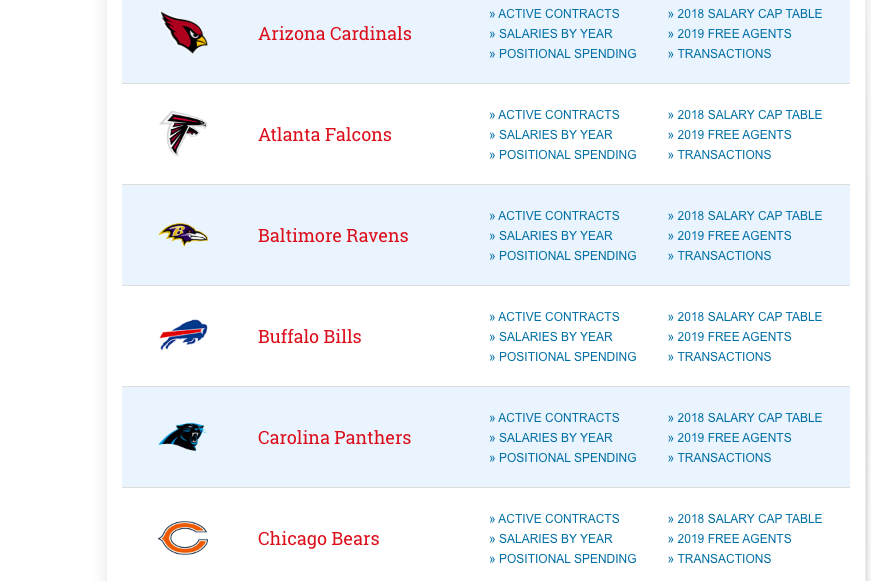 » ACTIVE CONTRACTS » 2018 SALARY CAP TABLE
Arizona Cardinals » SALARIES BY YEAR » 2019 FREE AGENTS
» POSITIONAL SPENDING » TRANSACTIONS
» ACTIVE CONTRACTS » 2018 SALARY CAP TABLE
Atlanta Falcons » SALARIES BY YEAR » 2019 FREE AGENTS
» POSITIONAL SPENDING » TRANSACTIONS
» ACTIVE CONTRACTS » 2018 SALARY CAP TABLE
Baltimore Ravens » SALARIES BY YEAR » 2019 FREE AGENTS
» POSITIONAL SPENDING » TRANSACTIONS
» ACTIVE CONTRACTS » 2018 SALARY CAP TABLE
Buffalo Bills » SALARIES BY YEAR » 2019 FREE AGENTS
» POSITIONAL SPENDING » TRANSACTIONS
» ACTIVE CONTRACTS » 2018 SALARY CAP TABLE
Carolina Panthers » SALARIES BY YEAR » 2019 FREE AGENTS
» POSITIONAL SPENDING » TRANSACTIONS
» ACTIVE CONTRACTS » 2018 SALARY CAP TABLE
Chicago Bears » SALARIES BY YEAR » 2019 FREE AGENTS
» POSITIONAL SPENDING » TRANSACTIONS